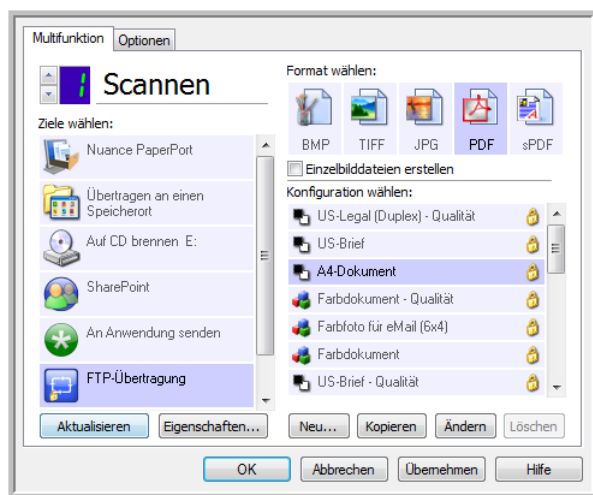 Multifunktion
Optionen
1 Scannen
Ziele wählen:
Nuance PaperPort
Übertragen an einen
Speicherort
Auf CD brennen E:
SharePoint
An Anwendung senden
FTP-Übertragung
Aktualisieren
Eigenschaften...
Format wählen:
BMP
TIFF
JPG
PDF
sPDF
Einzelbilddateien erstellen
Konfiguration wählen:
US-Legal (Duplex) - Qualität
US-Brief
A4-Dokument
Farbdokument - Qualität
Farbfoto für eMail (6x4)
Farbdokument
US-Brief - Qualität
Neu...
Kopieren
Ändern
Löschen
OK
Abbrechen
Übernehmen
Hilfe